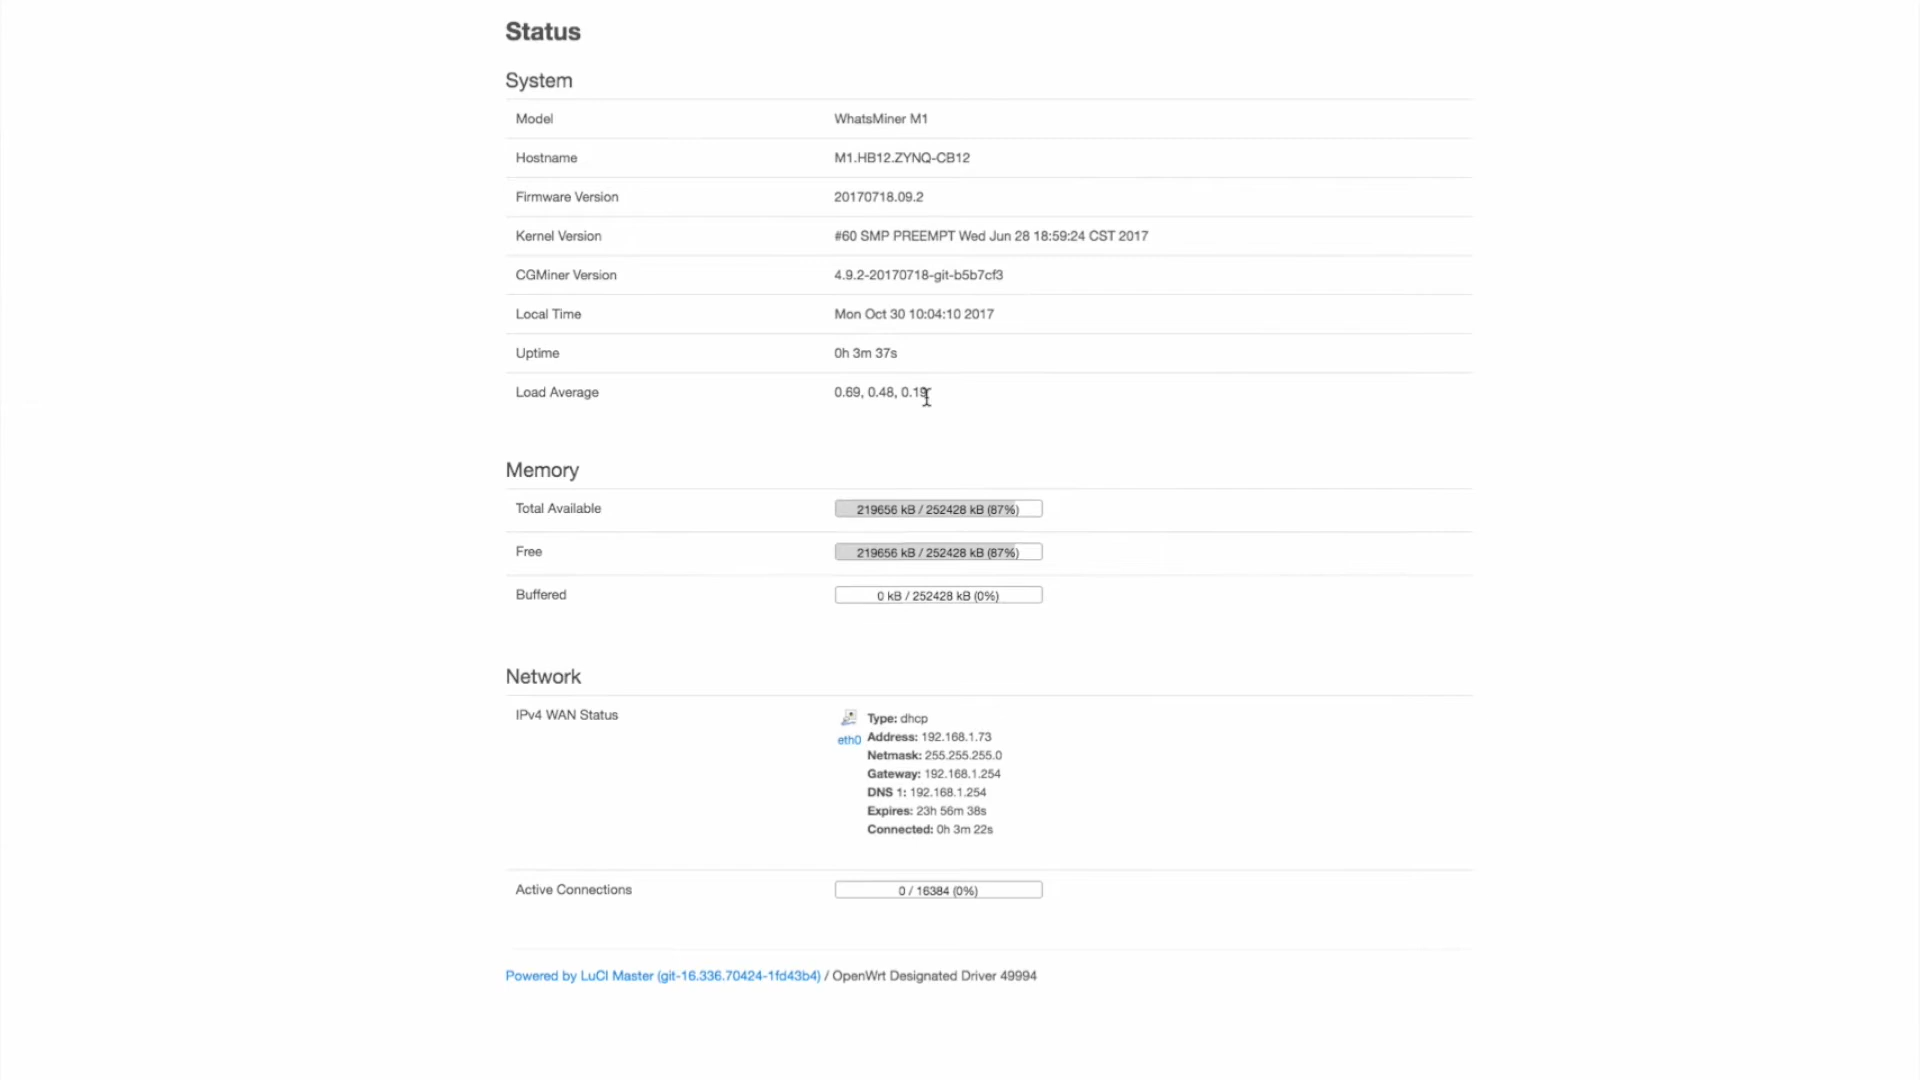 Status
System
Model WhatsMiner M1
Hostname M1.HB12.ZYNQ-CB12
Firmware Version 20170718.09.2
Kernel Version #60 SMP PREEMPT Wed Jun 28 18:59:24 CST 2017
CGMiner Version 4.9.2-20170718-git-b5b7cf3
Local Time Mon Oct 30 10:04:10 2017
Uptime 0h 3m 37s
Load Average 0.69, 0.48, 0.19
Memory
Total Available 219656 kB / 252428 kB (87%)
Free 219656 kB / 252428 kB (87%)
Buffered 0 kB / 252428 kB (0%)
Network
IPv4 WAN Status Type: dhcp
eth0 Address: 192.168.1.73
Netmask: 255.255.255.0
Gateway: 192.168.1.254
DNS 1: 192.168.1.254
Expires: 23h 56m 38s
Connected: 0h 3m 22s
Active Connections 0 / 16384 (0%)
Powered by LuCI Master (git-16.336.70424-1fd43b4) / OpenWrt Designated Driver 49994